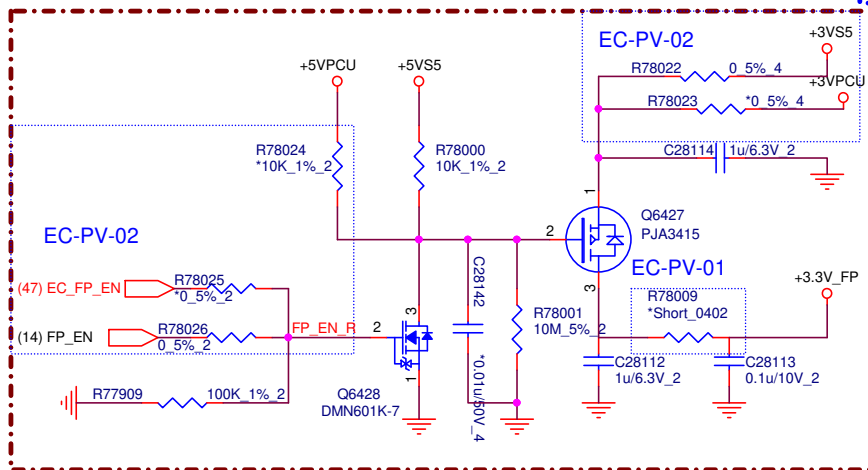 EC-PV-02
+3VS5
R78022
0_5%_4
+3VPCU
R78023
*0_5%_4
+5VPCU
+5VS5
R78024
*10K_1%_2
R78000
10K_1%_2
C28114
1u/6.3V_2
1
Q6427
PJA3415
2
3
EC-PV-02
EC-PV-01
+3.3V_FP
(47) EC_FP_EN
R78025
*0_5%_2
C28142
R78001
10M_5%_2
R78009
*Short_0402
(14) FP_EN
R78026
0_5%_2
FP_EN_R
2
3
1
*0.01u/50V_4
C28112
1u/6.3V_2
C28113
0.1u/10V_2
R77909
100K_1%_2
Q6428
DMN601K-7